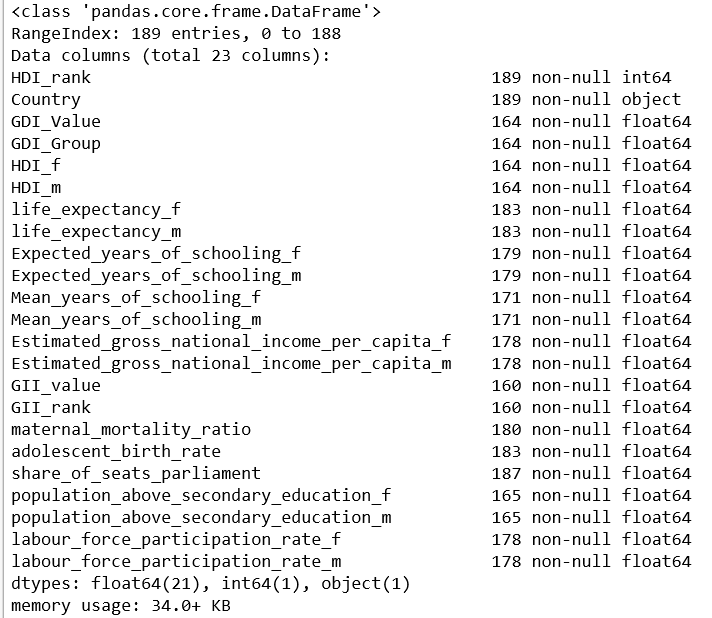 <class 'pandas.core.frame.DataFrame'>
RangeIndex: 189 entries, 0 to 188
Data columns (total 23 columns):
HDI_rank                                       189 non-null int64
Country                                        189 non-null object
GDI_Value                                      164 non-null float64
GDI_Group                                      164 non-null float64
HDI_f                                          164 non-null float64
HDI_m                                          164 non-null float64
life_expectancy_f                              183 non-null float64
life_expectancy_m                              183 non-null float64
Expected_years_of_schooling_f                  179 non-null float64
Expected_years_of_schooling_m                  179 non-null float64
Mean_years_of_schooling_f                      171 non-null float64
Mean_years_of_schooling_m                      171 non-null float64
Estimated_gross_national_income_per_capita_f   178 non-null float64
Estimated_gross_national_income_per_capita_m   178 non-null float64
GII_value                                      160 non-null float64
GII_rank                                       160 non-null float64
maternal_mortality_ratio                       180 non-null float64
adolescent_birth_rate                          183 non-null float64
share_of_seats_parliament                      187 non-null float64
population_above_secondary_education_f         165 non-null float64
population_above_secondary_education_m         165 non-null float64
labour_force_participation_rate_f              178 non-null float64
labour_force_participation_rate_m              178 non-null float64
dtypes: float64(21), int64(1), object(1)
memory usage: 34.0+ KB